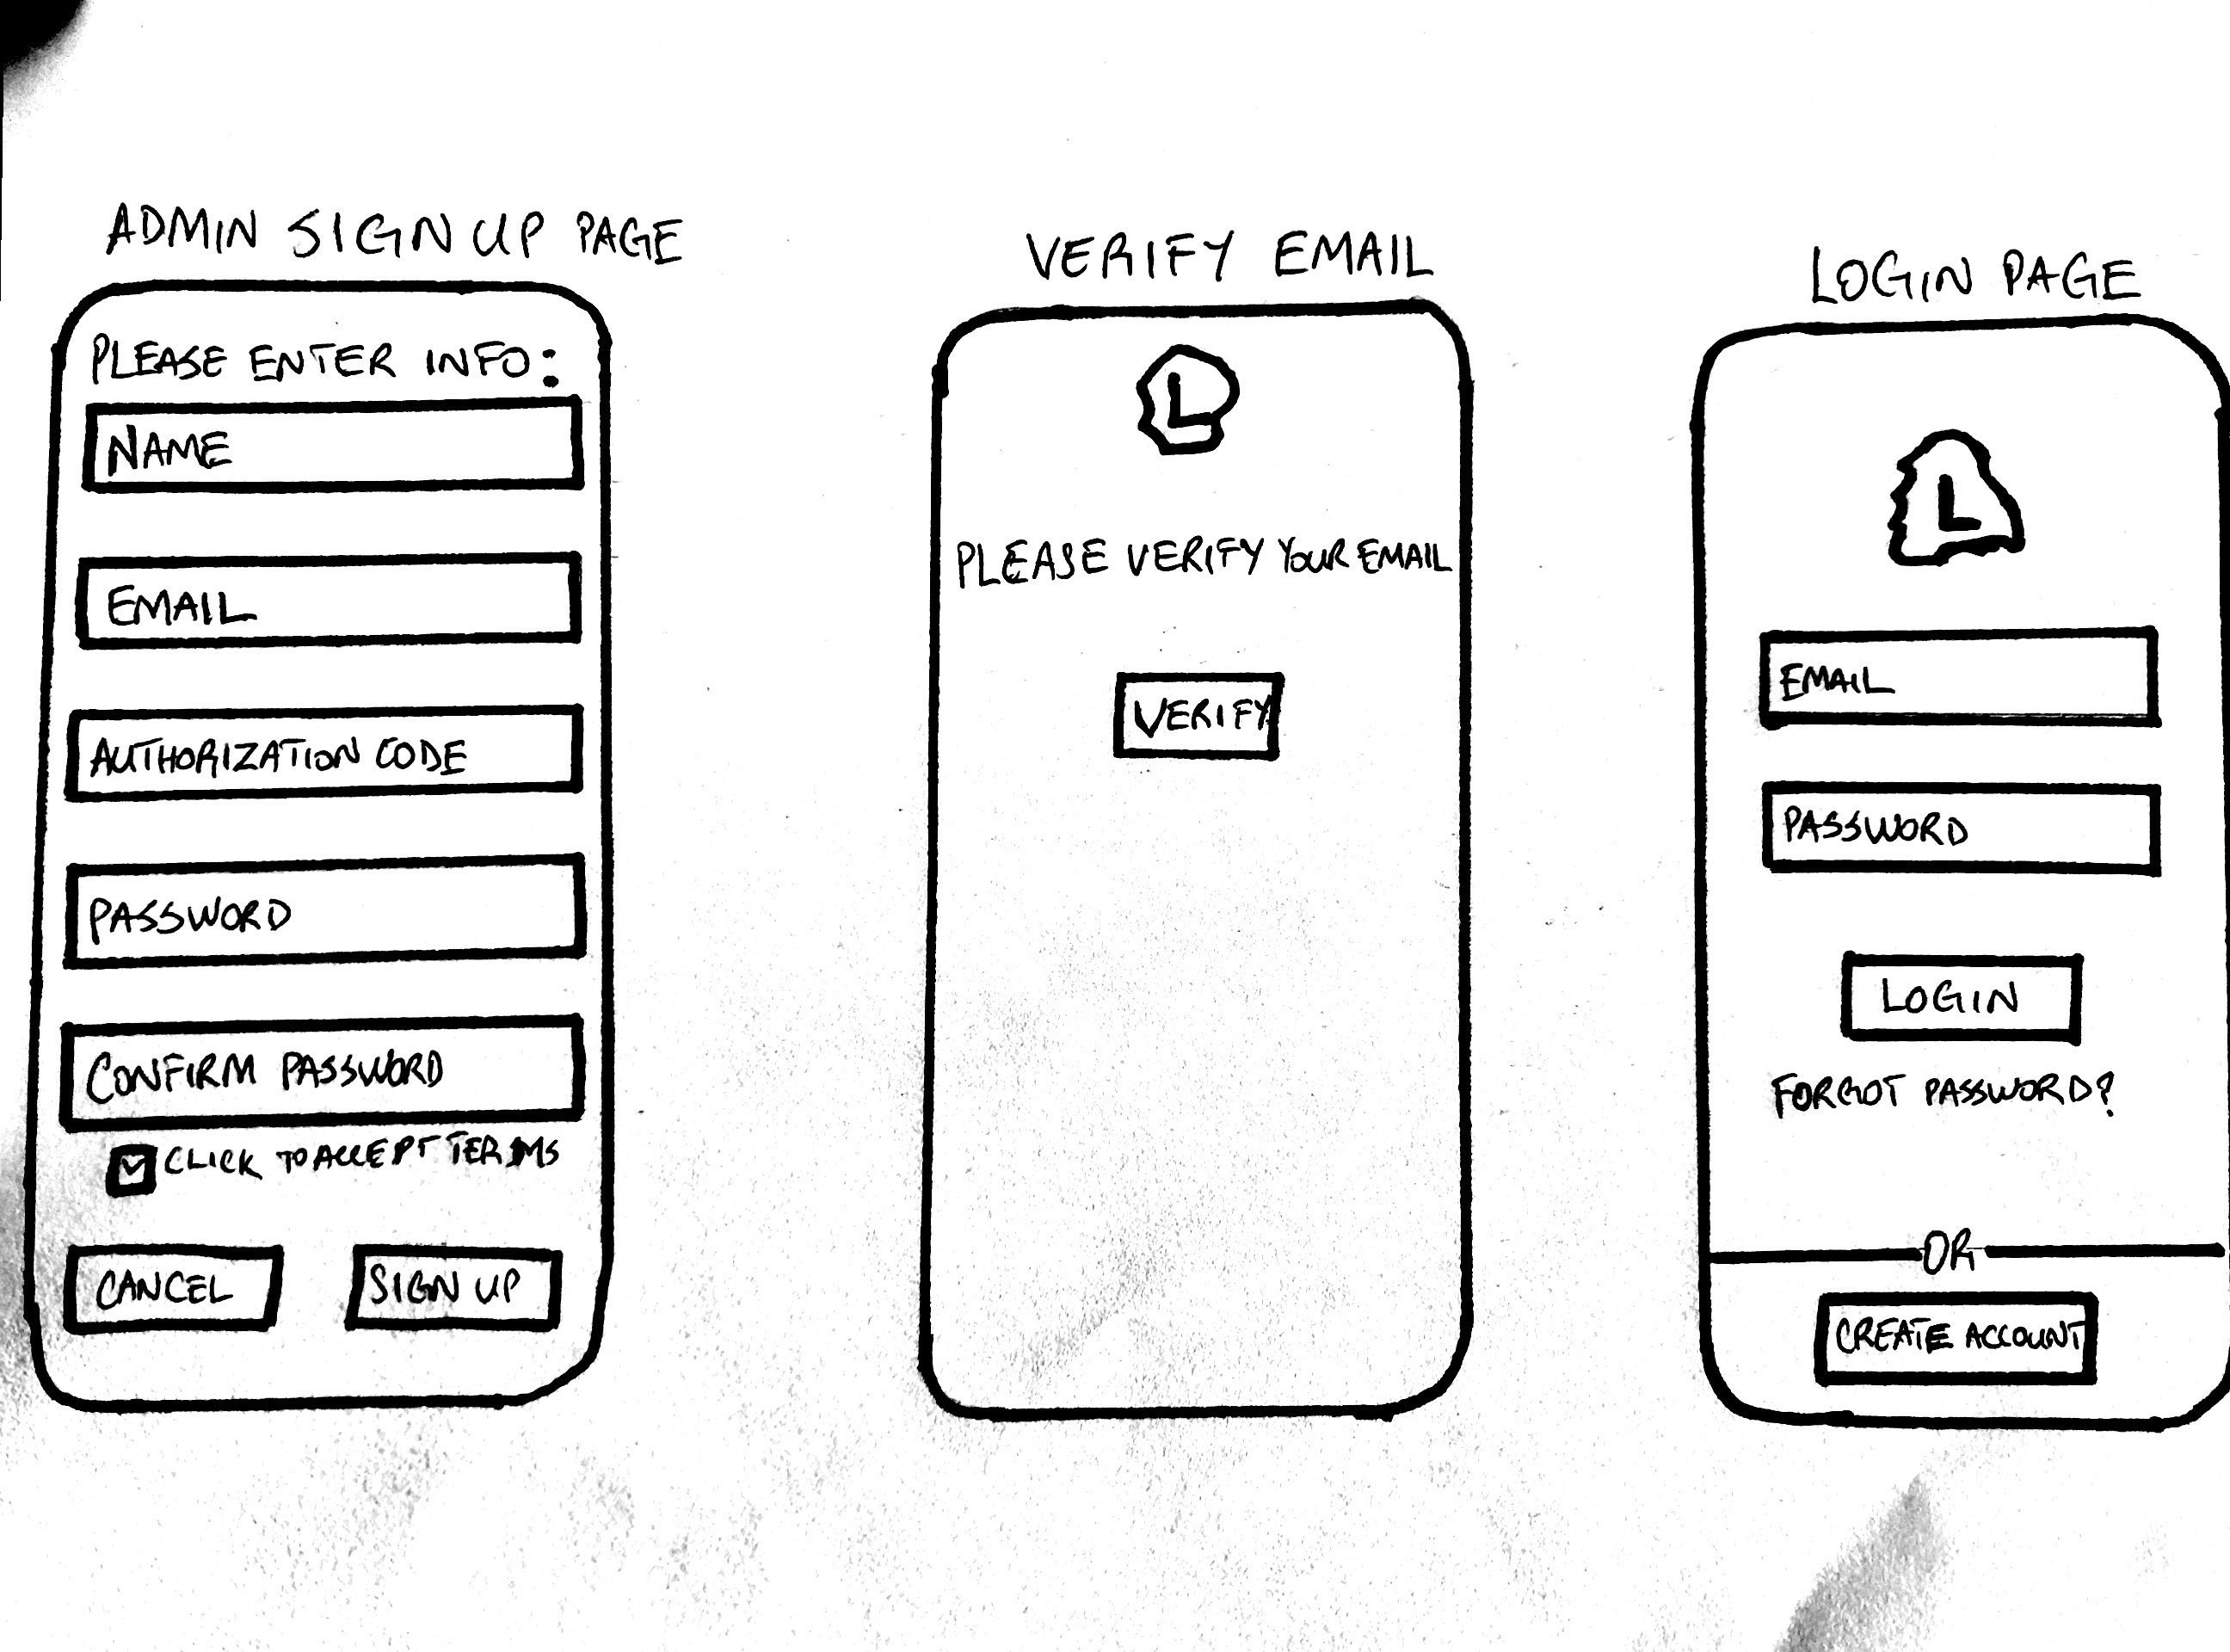 ADMIN SIGN UP PAGE
PLEASE ENTER INFO:
NAME
EMAIL
AUTHORIZATION CODE
PASSWORD
CONFIRM PASSWORD
CLICK TO ACCEPT TERMS
CANCEL
SIGN UP
VERIFY EMAIL
L
PLEASE VERIFY YOUR EMAIL
VERIFY
LOGIN PAGE
L
EMAIL
PASSWORD
LOGIN
FORGOT PASSWORD?
OR
CREATE ACCOUNT